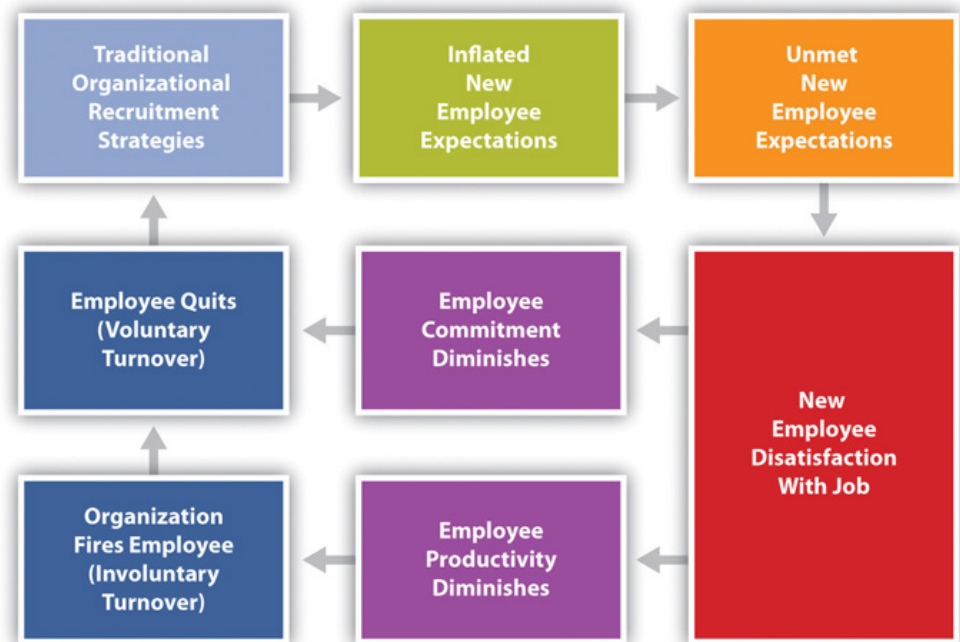 Traditional
Organizational
Recruitment
Strategies
Inflated
New
Employee
Expectations
Unmet
New
Employee
Expectations
Employee Quits
(Voluntary
Turnover)
Employee
Commitment
Diminishes
New
Employee
Disatisfaction
With Job
Organization
Fires Employee
(Involuntary
Turnover)
Employee
Productivity
Diminishes